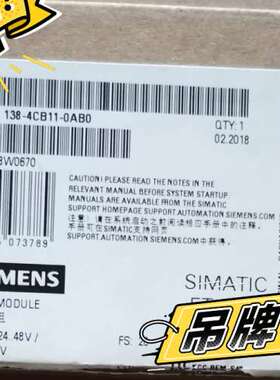 138-4CB11-0AB0
QTY:1
02.2018
BW0670
CAUTION! PLEASE READ THE NOTES IN THE
RELEVANT MANUAL BEFORE SYSTEM STARTUP
MANUALS ARE AVAILABLE FROM THE SIMATIC
SUPPORT HOMEPAGE SUPPORT.AUTOMATION.SIEMENS.COM
注意!请在系统启动之前阅读相应手册中的注释。
手册可在SIMATIC支持网页
SUPPORT.AUTOMATION.SIEMENS.COM中获得。
073789
EMENS
SIMATIC
ET
MODULE
24..48V/
V
FS:
吊牌